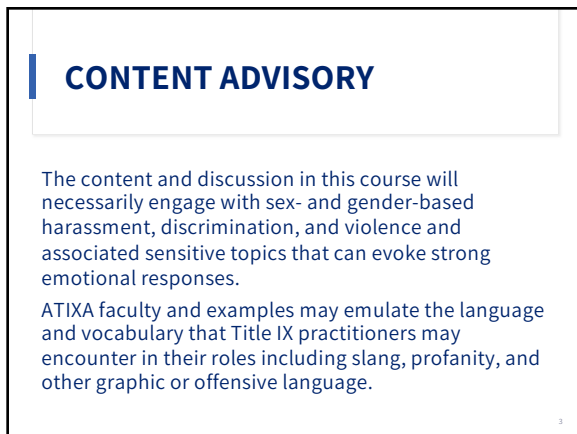 CONTENT ADVISORY
The content and discussion in this course will
necessarily engage with sex- and gender-based
harassment, discrimination, and violence and
associated sensitive topics that can evoke strong
emotional responses.
ATIXA faculty and examples may emulate the language
and vocabulary that Title IX practitioners may
encounter in their roles including slang, profanity, and
other graphic or offensive language.
3